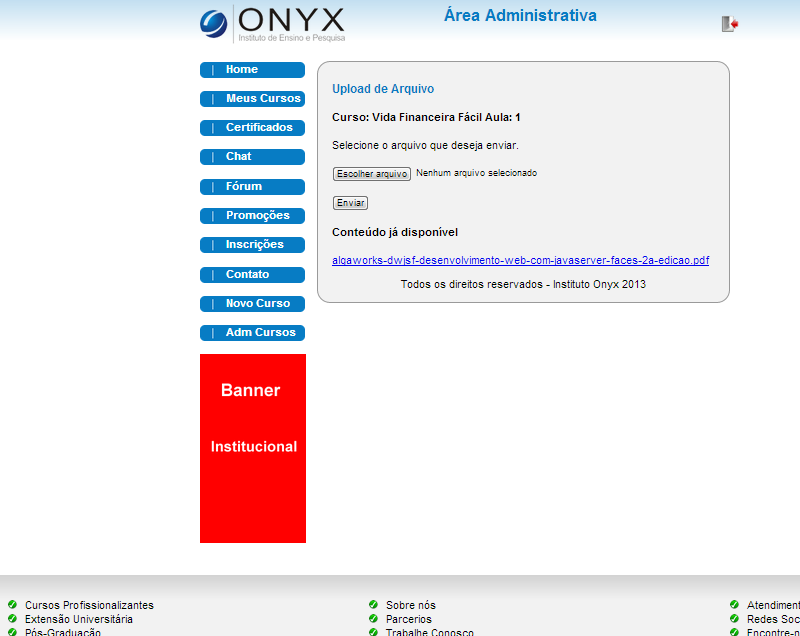 ONYX
Instituto de Ensino e Pesquisa
Área Administrativa
Home
Meus Cursos
Certificados
Chat
Fórum
Promoções
Inscrições
Contato
Novo Curso
Adm Cursos
Banner
Institucional
Upload de Arquivo
Curso: Vida Financeira Fácil Aula: 1
Selecione o arquivo que deseja enviar.
Escolher arquivo Nenhum arquivo selecionado
Enviar
Conteúdo já disponível
algaworks-dwjsf-desenvolvimento-web-com-javaserver-faces-2a-edicao.pdf
Todos os direitos reservados - Instituto Onyx 2013
Cursos Profissionalizantes
Extensão Universitária
Pós-Graduação
Sobre nós
Parcerios
Trabalhe Conosco
Atendiment
Redes Soc
Encontre-o